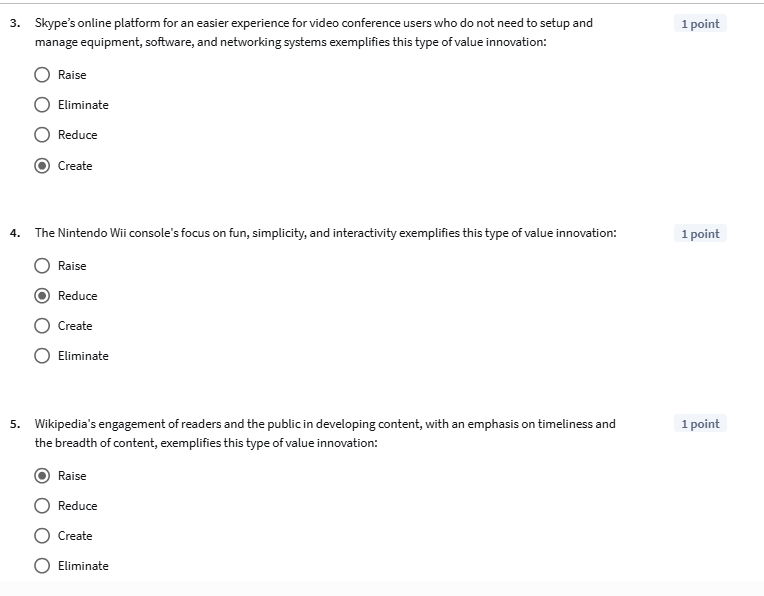 3. Skype's online platform for an easier experience for video conference users who do not need to setup and 1 point
manage equipment, software, and networking systems exemplifies this type of value innovation:
Raise
Eliminate
Reduce
Create
4. The Nintendo Wii console's focus on fun, simplicity, and interactivity exemplifies this type of value innovation: 1 point
Raise
Reduce
Create
Eliminate
5. Wikipedia's engagement of readers and the public in developing content, with an emphasis on timeliness and 1 point
the breadth of content, exemplifies this type of value innovation:
Raise
Reduce
Create
Eliminate